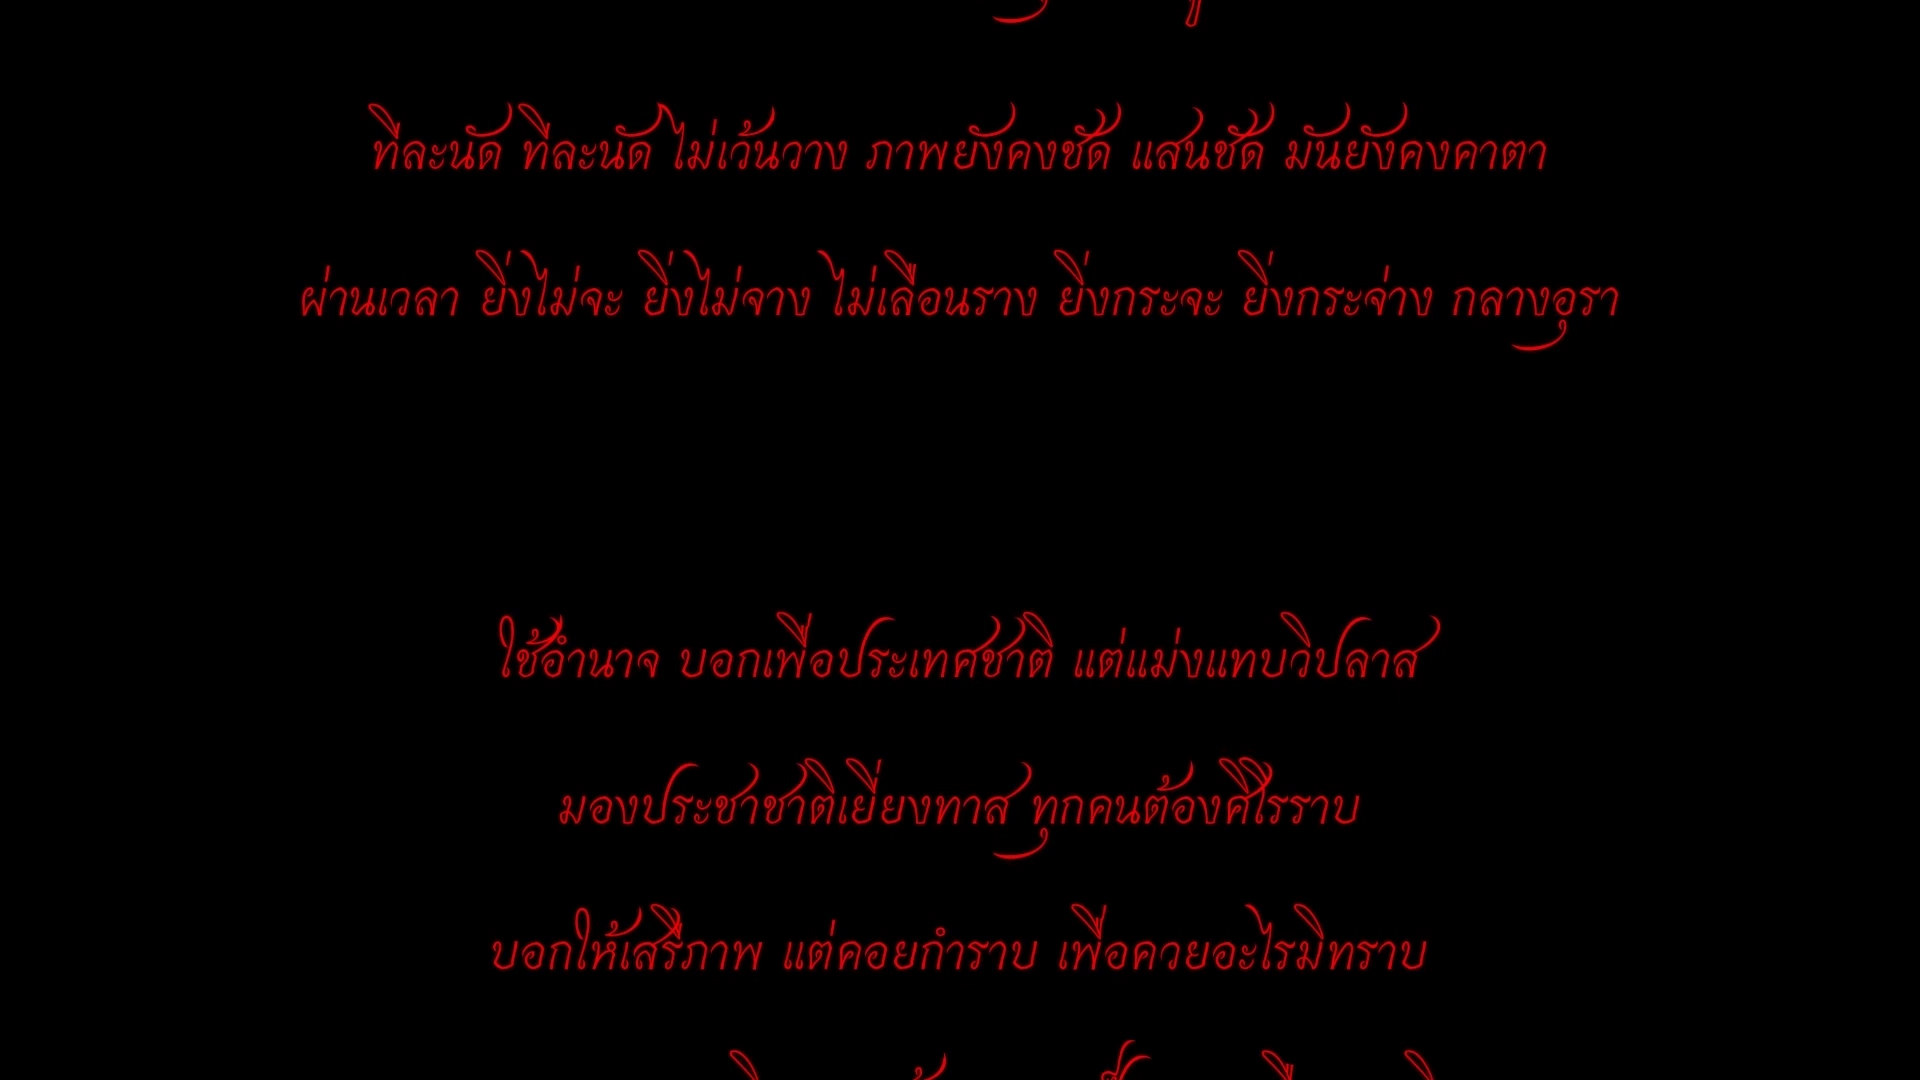 ทีละนัด ทีละนัด ไม่เว้นวาง ภาพยังคงชัด แสนชัด มันยังคงคาตา
ผ่านเวลา ยิ่งไม่จะ ยิ่งไม่จาง ไม่เลือนราง ยิ่งกระจะ ยิ่งกระจ่าง กลางอุรา
ใช้อำนาจ บอกเพื่อประเทศชาติ แต่แม่งแทบวิปลาส
มองประชาชาติเยี่ยงทาส ทุกคนต้องศิโรราบ
บอกให้เสรีภาพ แต่คอยกำราบ เพื่อควยอะไรมิทราบ